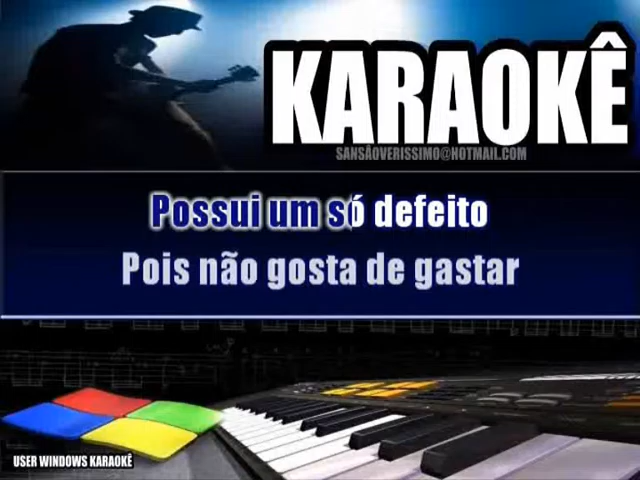 KARAOKÊ
SANSÃOVERISSIMO@HOTMAIL.COM
Possui um só defeito
Pois não gosta de gastar
USER WINDOWS KARAOKÊ